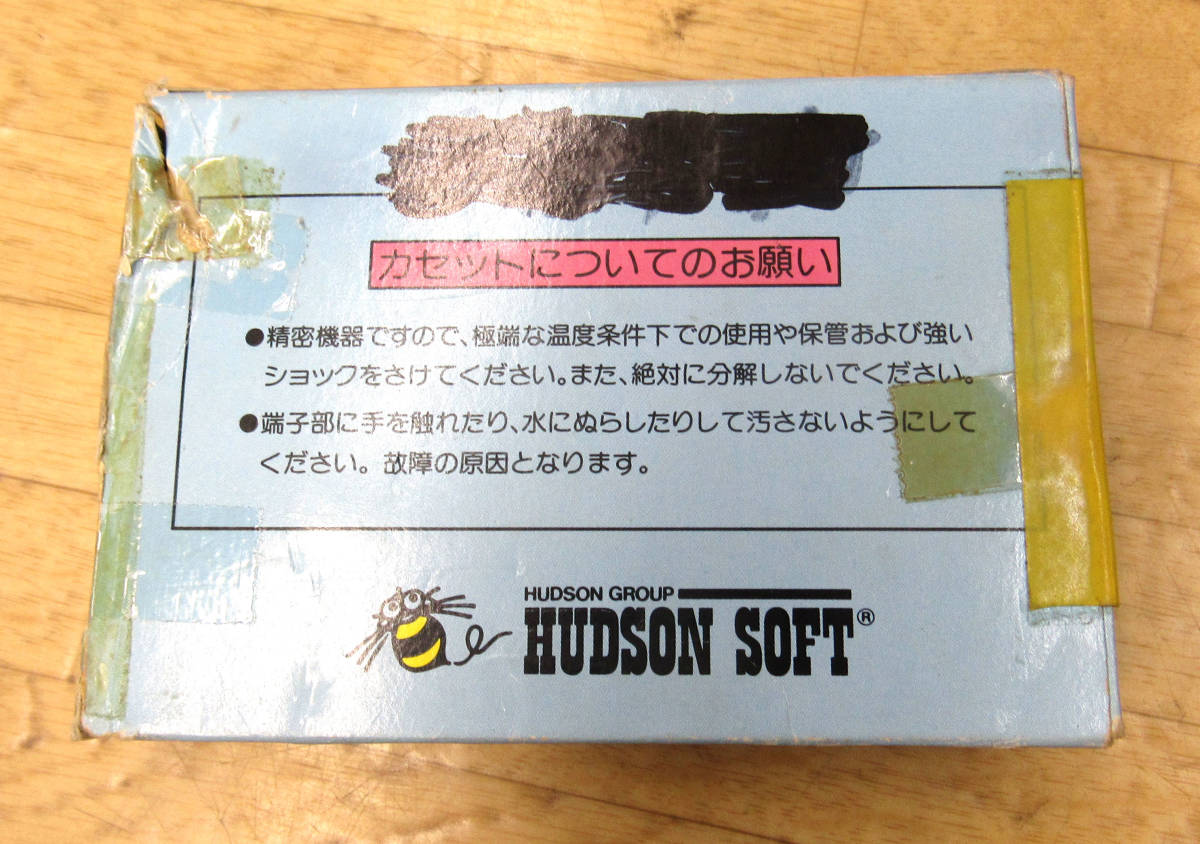 カセットについてのお願い
●精密機器ですので、極端な温度条件下での使用や保管および強い
ショックをさけてください。また、絶対に分解しないでください。
●端子部に手を触れたり、水にぬらしたりして汚さないようにして
ください。故障の原因となります。
HUDSON GROUP
HUDSON SOFT®